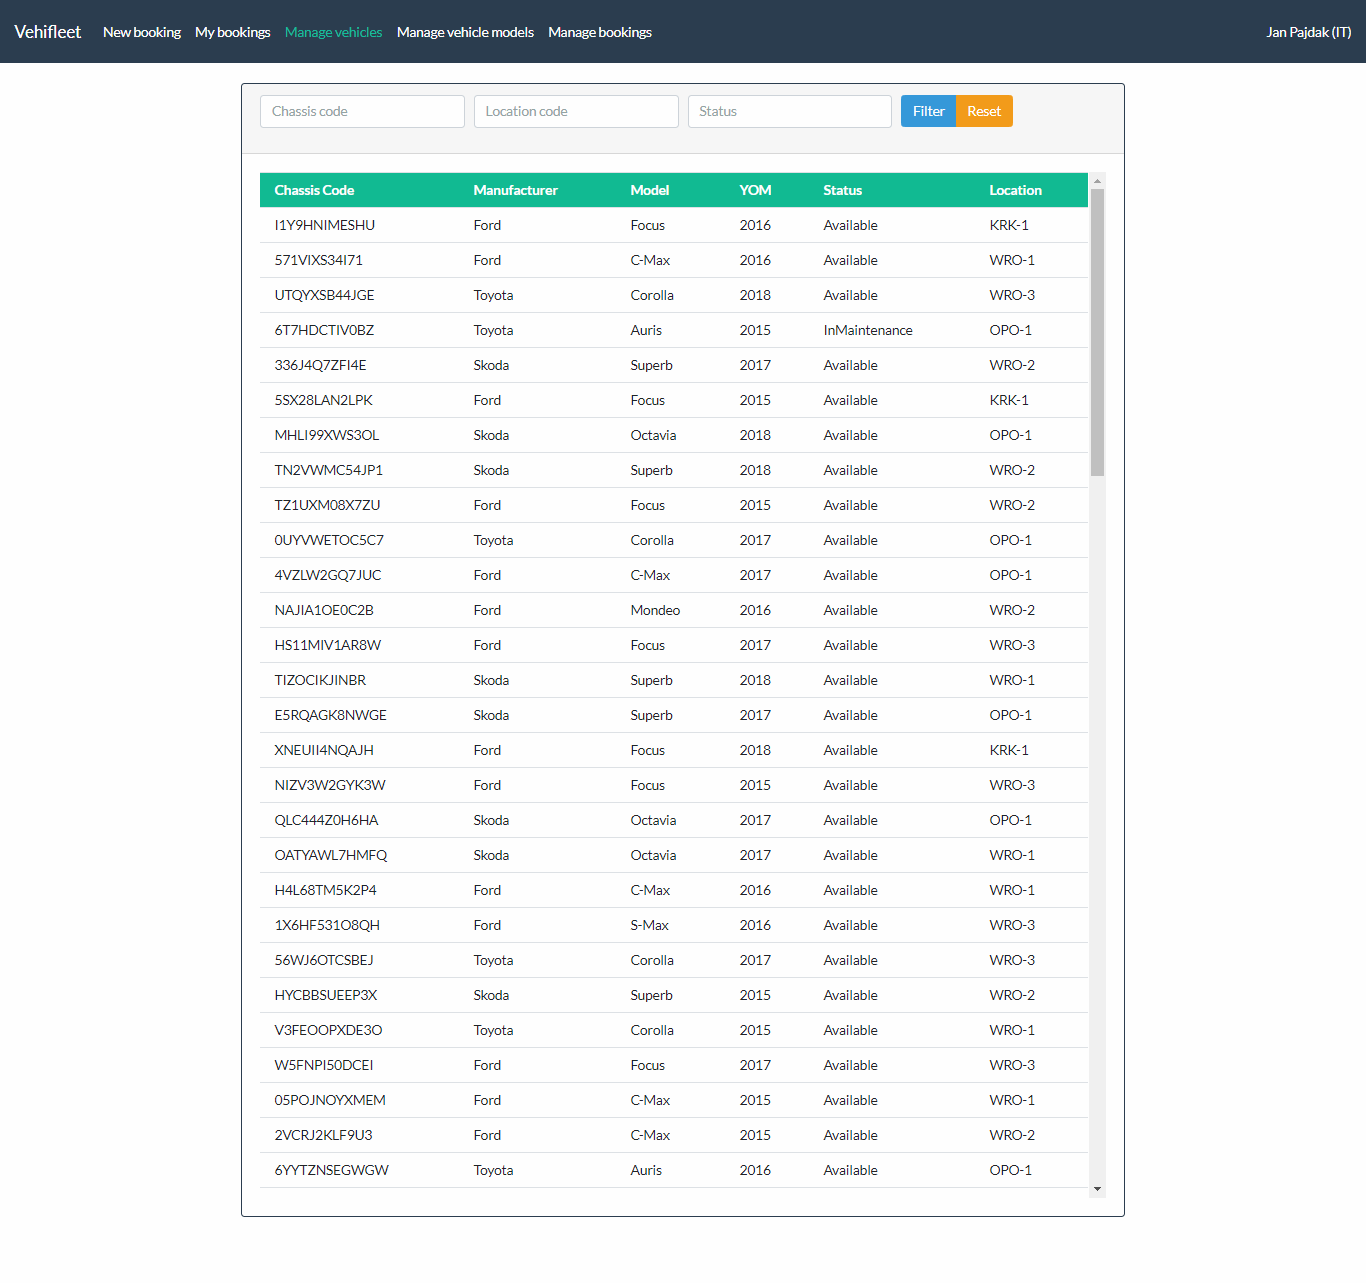 Vehifleet New booking My bookings Manage vehicles Manage vehicle models Manage bookings Jan Pajdak (IT)
Chassis code Location code Status Filter Reset
Chassis Code Manufacturer Model YOM Status Location
I1Y9HNIMESHU Ford Focus 2016 Available KRK-1
571VIXS34I71 Ford C-Max 2016 Available WRO-1
UTQYXSB44JGE Toyota Corolla 2018 Available WRO-3
6T7HDCTIV0BZ Toyota Auris 2015 InMaintenance OPO-1
336J4Q7ZFI4E Skoda Superb 2017 Available WRO-2
5SX28LAN2LPK Ford Focus 2015 Available KRK-1
MHLI99XWS3OL Skoda Octavia 2018 Available OPO-1
TN2VWMC54JP1 Skoda Superb 2018 Available WRO-2
TZ1UXM08X7ZU Ford Focus 2015 Available WRO-2
0UYVWETOC5C7 Toyota Corolla 2017 Available OPO-1
4VZLW2GQ7JUC Ford C-Max 2017 Available OPO-1
NAJIA1OE0C2B Ford Mondeo 2016 Available WRO-2
HS11MIV1AR8W Ford Focus 2017 Available WRO-3
TIZOCIKJINBR Skoda Superb 2018 Available WRO-1
E5RQAGK8NWGE Skoda Superb 2017 Available OPO-1
XNEUII4NQAJH Ford Focus 2018 Available KRK-1
NIZV3W2GYK3W Ford Focus 2015 Available WRO-3
QLC444Z0H6HA Skoda Octavia 2017 Available OPO-1
OATYAWL7HMFQ Skoda Octavia 2017 Available WRO-1
H4L68TM5K2P4 Ford C-Max 2016 Available WRO-1
1X6HF531O8QH Ford S-Max 2016 Available WRO-3
56WJ6OTCSBEJ Toyota Corolla 2017 Available WRO-3
HYCBBSUEEP3X Skoda Superb 2015 Available WRO-2
V3FEOOPXDE3O Toyota Corolla 2015 Available WRO-1
W5FNPI50DCEI Ford Focus 2017 Available WRO-3
05POJNOYXMEM Ford C-Max 2015 Available WRO-1
2VCRJ2KLF9U3 Ford C-Max 2015 Available WRO-2
6YYTZNSEGWGW Toyota Auris 2016 Available OPO-1